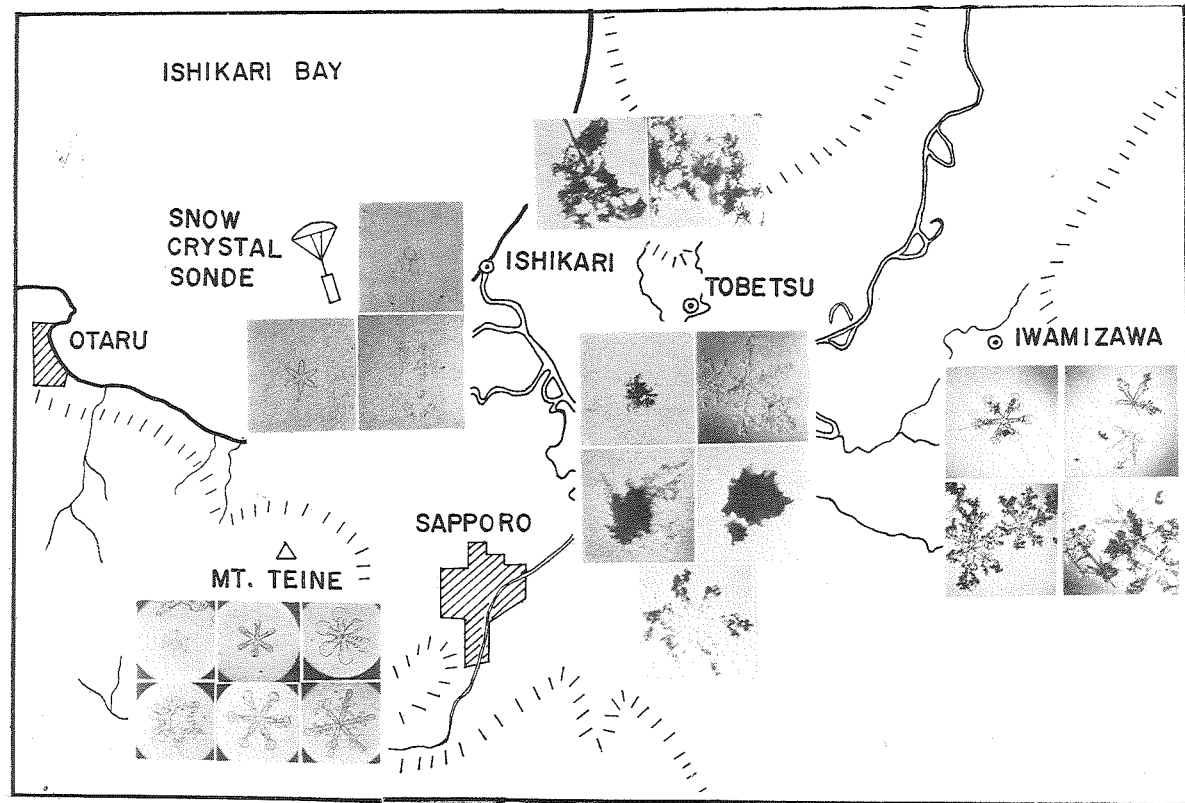 ISHIKARI BAY
SNOW
CRYSTAL
SONDE
ISHIKARI
TOBETSU
OTARU
IWAMIZAWA
SAPPORO
MT. TEINE